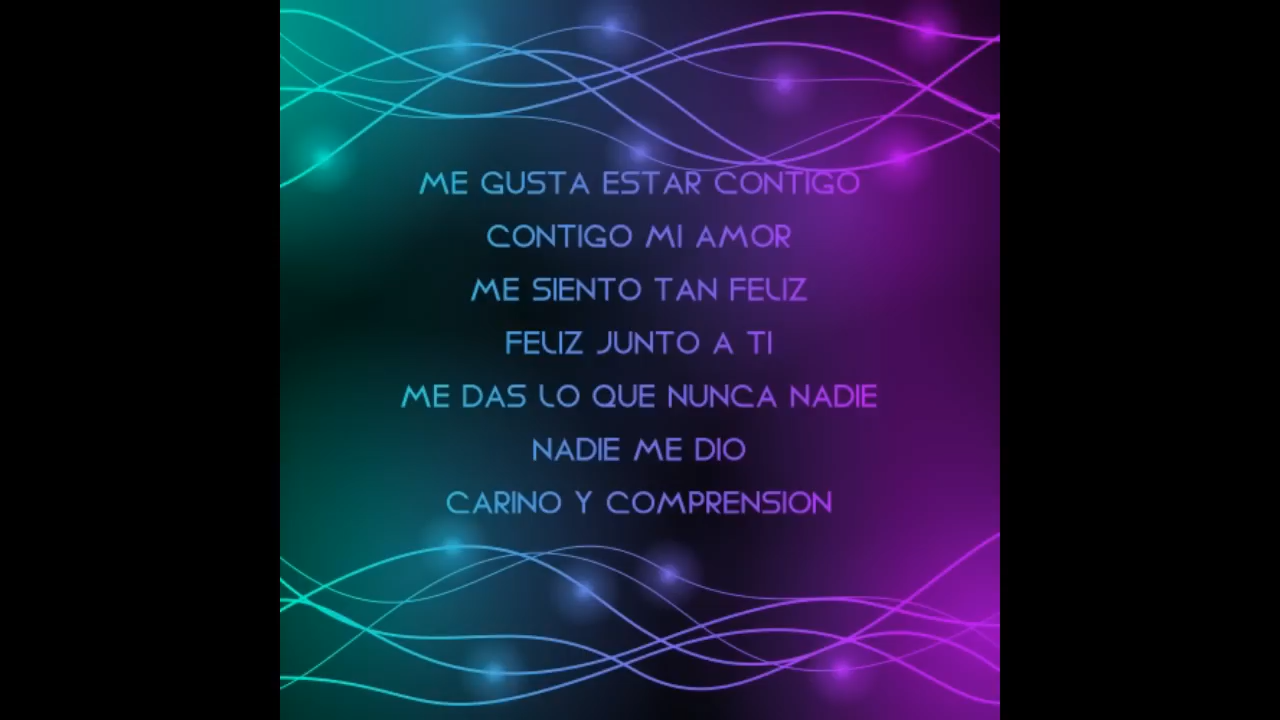 ME GUSTA ESTAR CONTIGO
CONTIGO MI AMOR
ME SIENTO TAN FELIZ
FELIZ JUNTO A TI
ME DAS LO QUE NUNCA NADIE
NADIE ME DIO
CARINO Y COMPRENSION